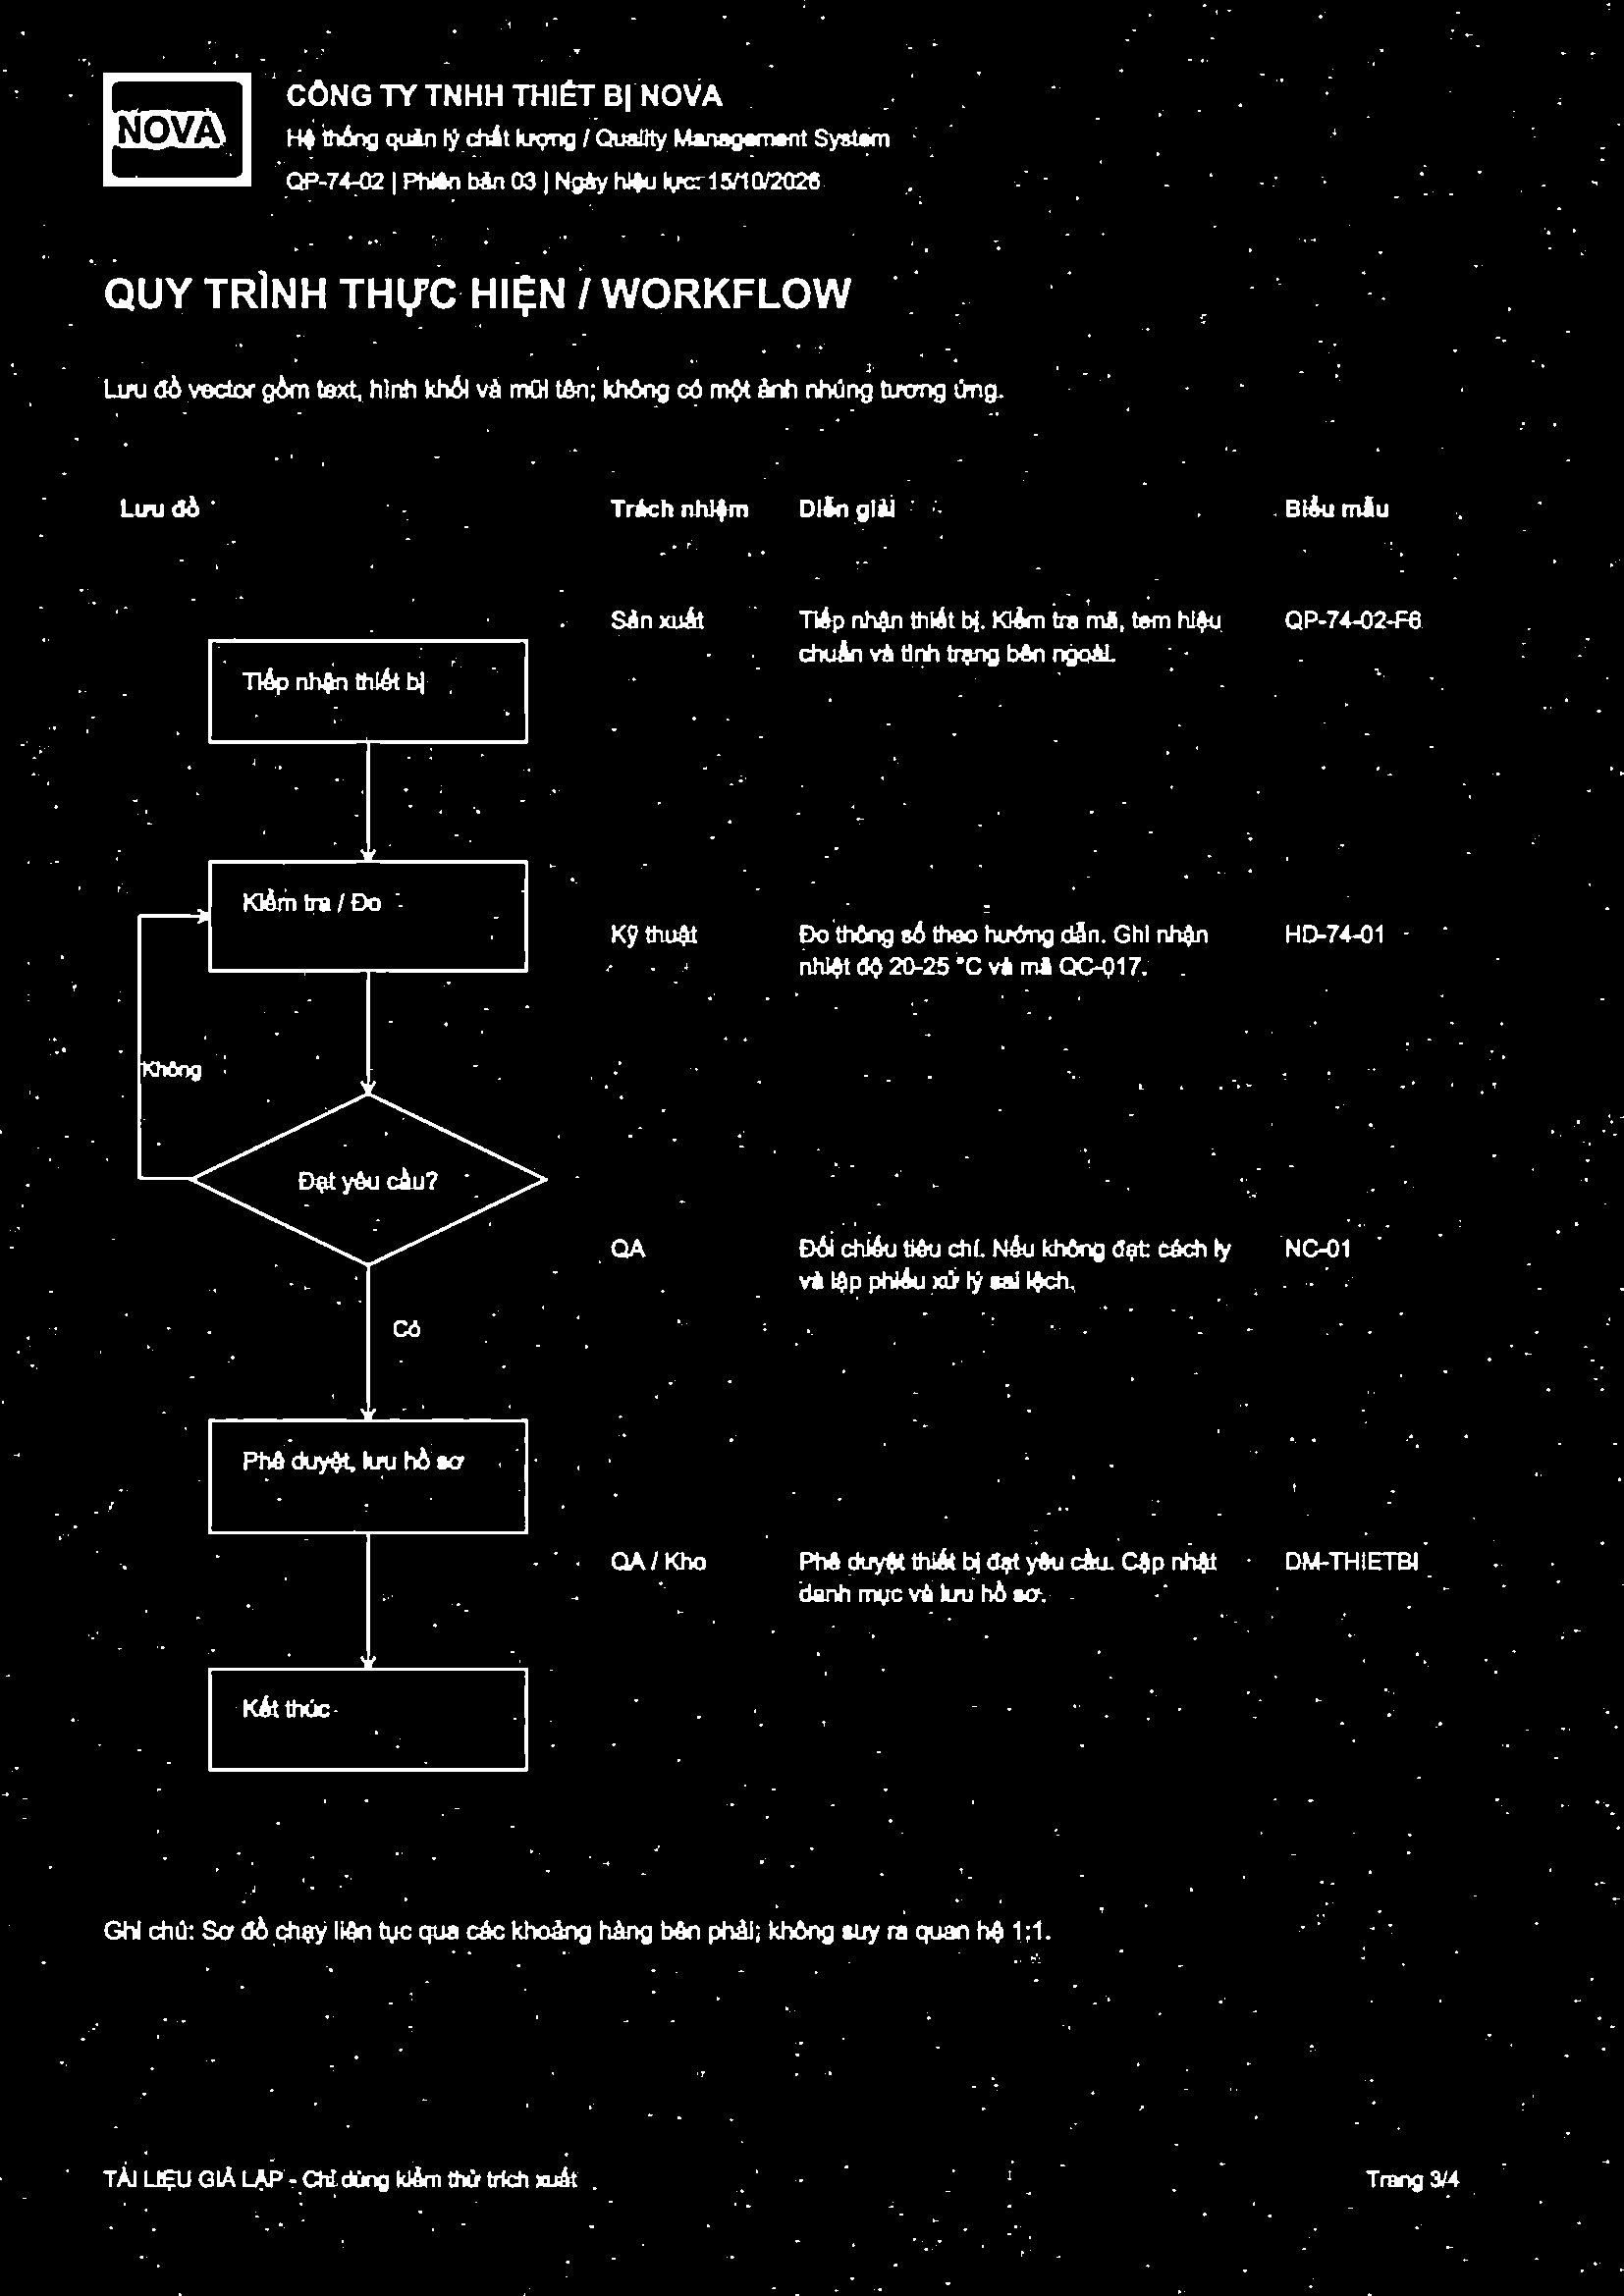 NOVA
CÔNG TY TNHH THIẾT BỊ NOVA
Hệ thống quản lý chất lượng / Quality Management System
QP-74-02 | Phiên bản 03 | Ngày hiệu lực: 15/10/2026
QUY TRÌNH THỰC HIỆN / WORKFLOW
Lưu đồ vector gồm text, hình khối và mũi tên; không có một ảnh nhúng tương ứng.
Lưu đồ Trách nhiệm Diễn giải Biểu mẫu
Sản xuất Tiếp nhận thiết bị. Kiểm tra mã, tem hiệu QP-74-02-F6
chuẩn và tình trạng bên ngoài.
Tiếp nhận thiết bị
Kiểm tra / Đo
Kỹ thuật Đo thông số theo hướng dẫn. Ghi nhận HD-74-01
nhiệt độ 20-25 °C và mã QC-017.
Không
Đạt yêu cầu?
QA Đối chiếu tiêu chí. Nếu không đạt: cách ly NC-01
và lập phiếu xử lý sai lệch.
Có
Phê duyệt, lưu hồ sơ
QA / Kho Phê duyệt thiết bị đạt yêu cầu. Cập nhật DM-THIETBI
danh mục và lưu hồ sơ.
Kết thúc
Ghi chú: Sơ đồ chạy liên tục qua các khoảng hàng bên phải; không suy ra quan hệ 1:1.
TÀI LIỆU GIẢ LẬP - Chỉ dùng kiểm thử trích xuất Trang 3/4